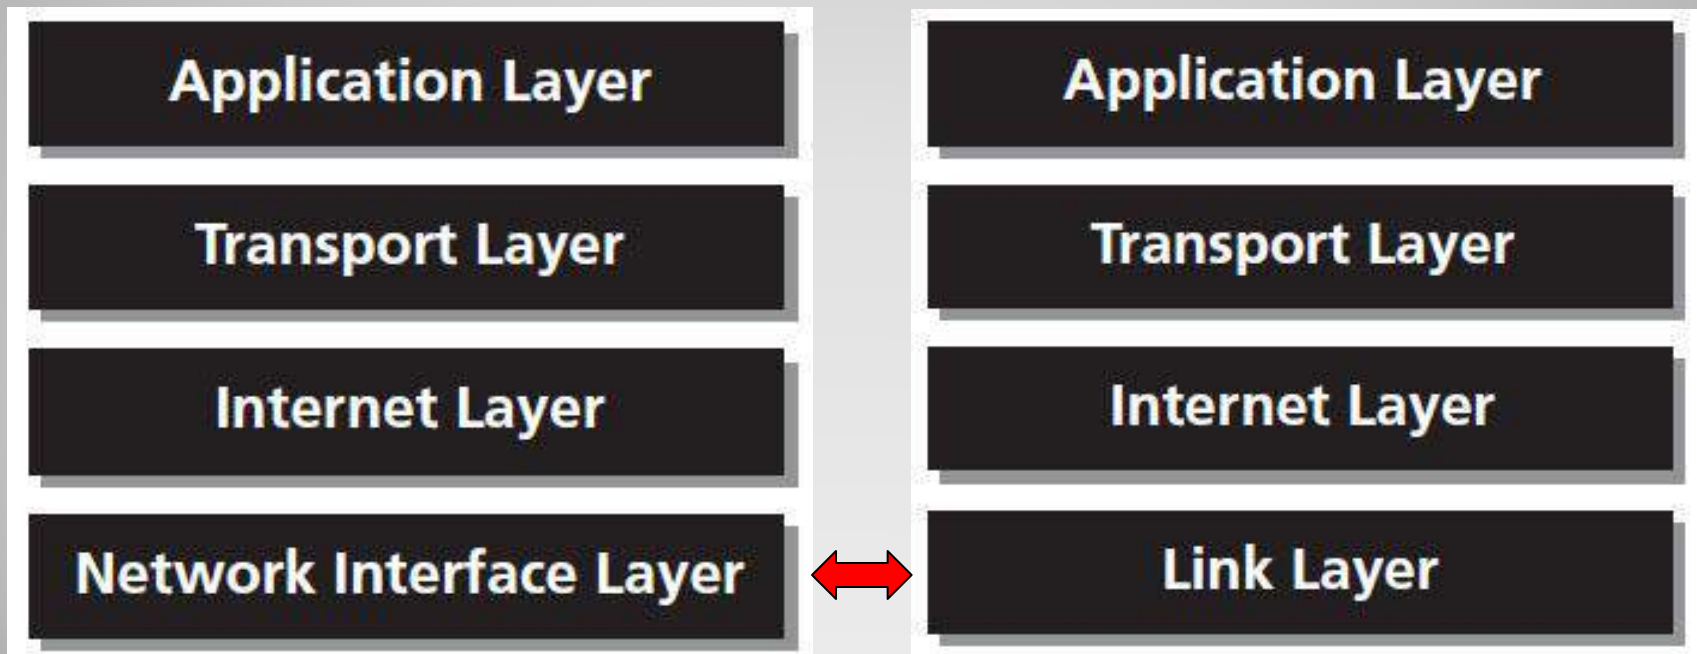 Application Layer
Transport Layer
Internet Layer
Network Interface Layer
Application Layer
Transport Layer
Internet Layer
Link Layer